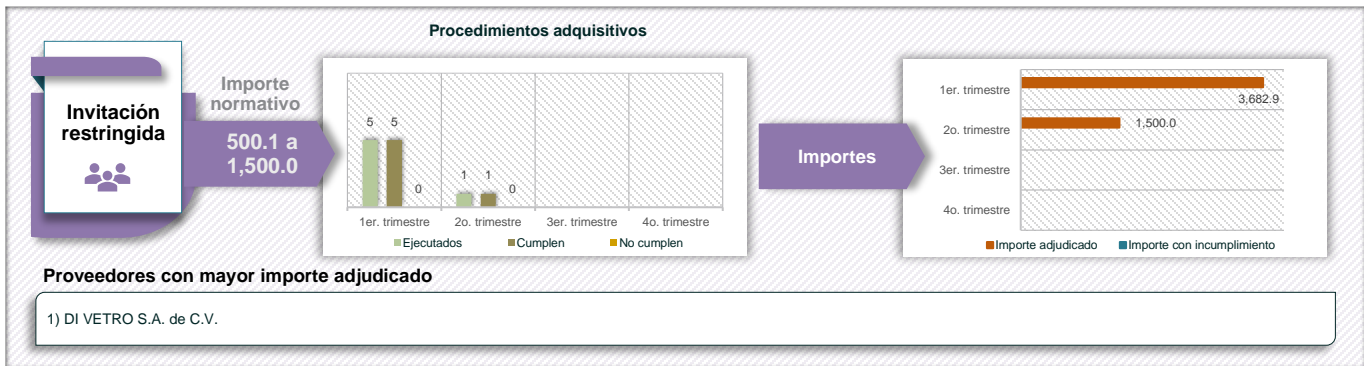 Procedimientos adquisitivos
Invitación
restringida
Importe
normativo
500.1 a
1,500.0
5 5
0
1 1
0
1er. trimestre 2o. trimestre 3er. trimestre 4o. trimestre
Ejecutados Cumplen No cumplen
Importes
1er. trimestre
3,682.9
2o. trimestre
1,500.0
3er. trimestre
4o. trimestre
Importe adjudicado Importe con incumplimiento
Proveedores con mayor importe adjudicado
1) DI VETRO S.A. de C.V.